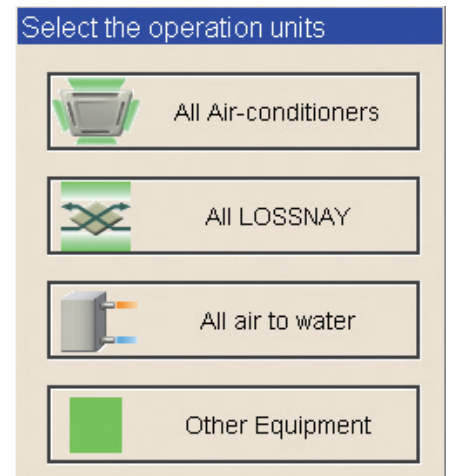 Select the operation units
All Air-conditioners
All LOSSNAY
All air to water
Other Equipment